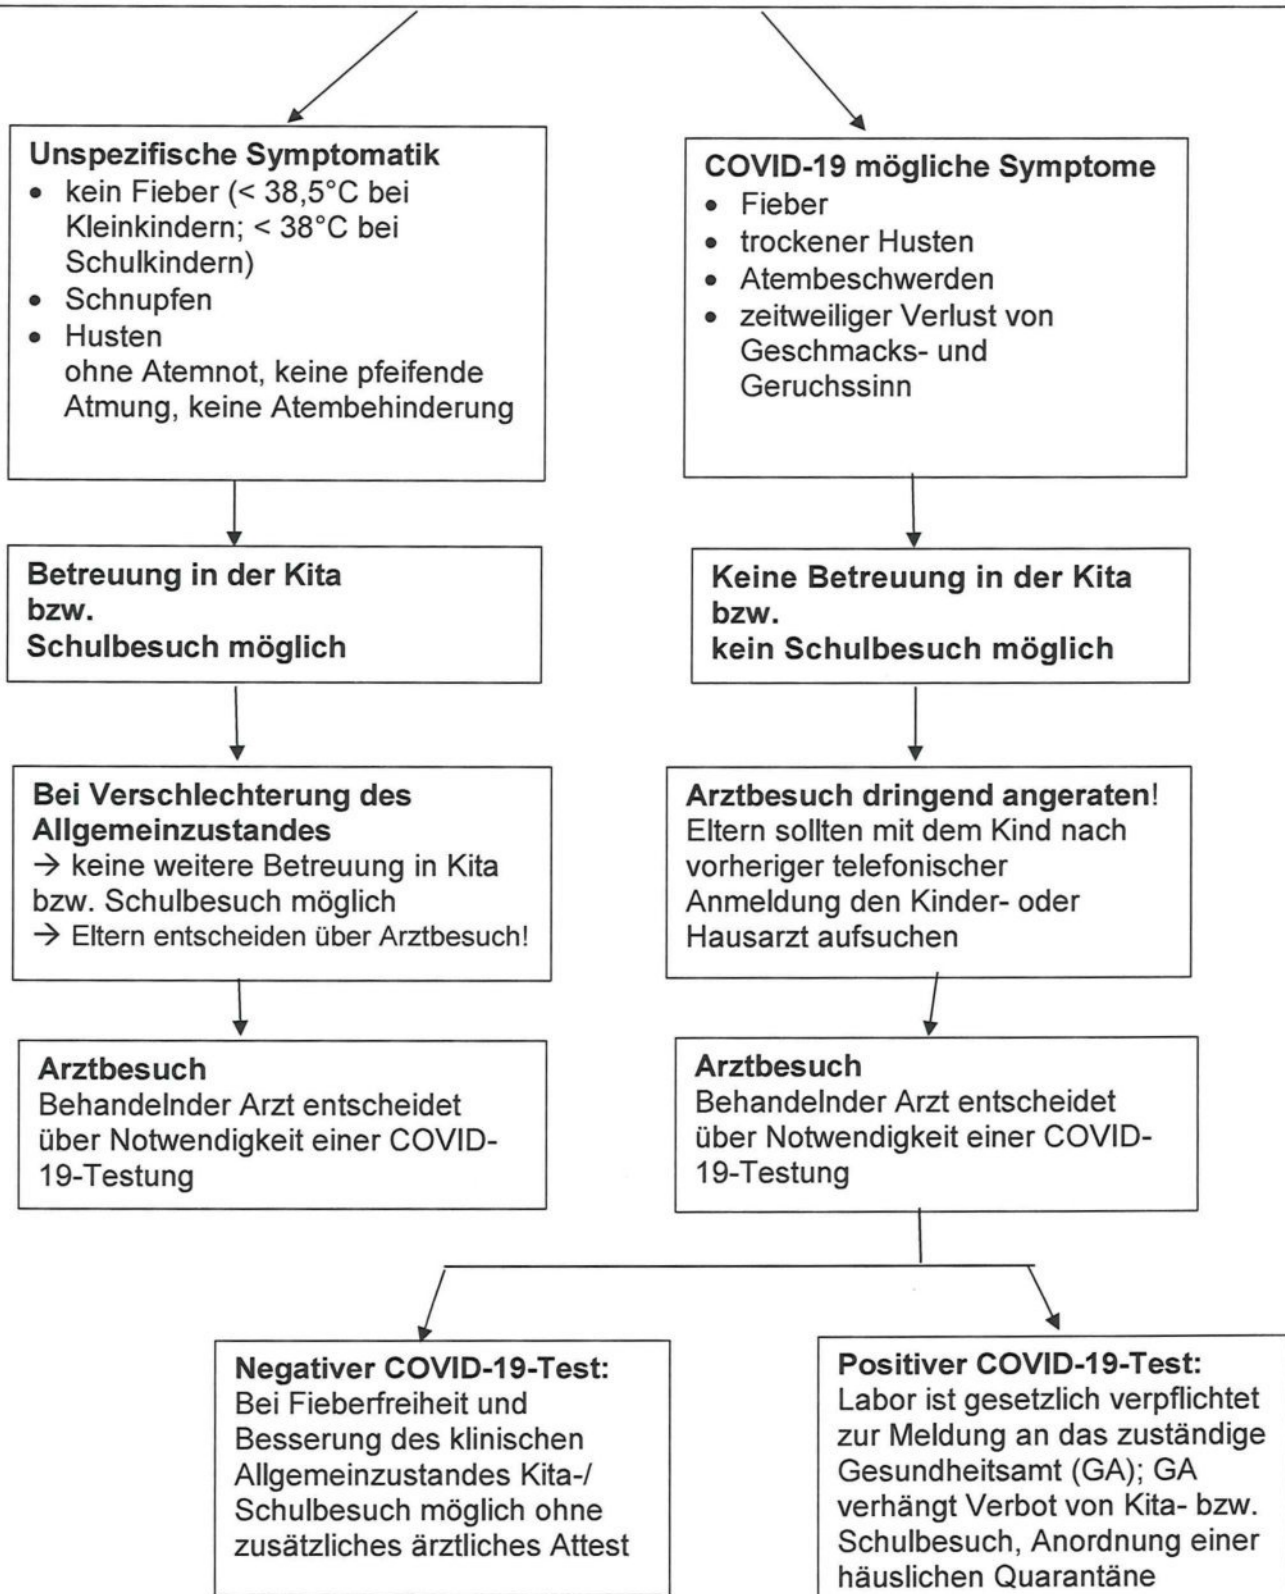 Unspezifische Symptomatik
• kein Fieber (< 38,5°C bei
Kleinkindern; < 38°C bei
Schulkindern)
• Schnupfen
• Husten
ohne Atemnot, keine pfeifende
Atmung, keine Atembehinderung
COVID-19 mögliche Symptome
• Fieber
• trockener Husten
• Atembeschwerden
• zeitweiliger Verlust von
Geschmacks- und
Geruchssinn
Betreuung in der Kita
bzw.
Schulbesuch möglich
Keine Betreuung in der Kita
bzw.
kein Schulbesuch möglich
Bei Verschlechterung des
Allgemeinzustandes
→ keine weitere Betreuung in Kita
bzw. Schulbesuch möglich
→ Eltern entscheiden über Arztbesuch!
Arztbesuch dringend angeraten!
Eltern sollten mit dem Kind nach
vorheriger telefonischer
Anmeldung den Kinder- oder
Hausarzt aufsuchen
Arztbesuch
Behandelnder Arzt entscheidet
über Notwendigkeit einer COVID-
19-Testung
Arztbesuch
Behandelnder Arzt entscheidet
über Notwendigkeit einer COVID-
19-Testung
Negativer COVID-19-Test:
Bei Fieberfreiheit und
Besserung des klinischen
Allgemeinzustandes Kita-/
Schulbesuch möglich ohne
zusätzliches ärztliches Attest
Positiver COVID-19-Test:
Labor ist gesetzlich verpflichtet
zur Meldung an das zuständige
Gesundheitsamt (GA); GA
verhängt Verbot von Kita- bzw.
Schulbesuch, Anordnung einer
häuslichen Quarantäne